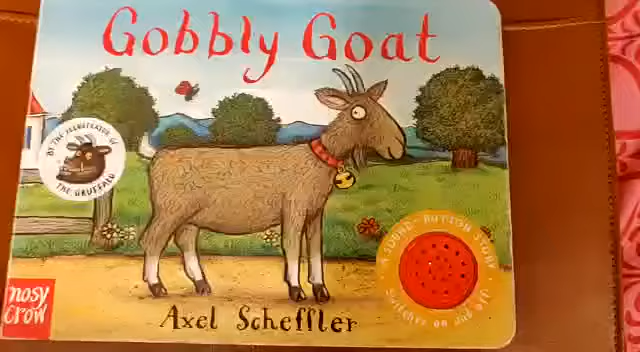 Gobbly Goat
BY THE ILLUSTRATOR OF
THE GRUFFALO
A SOUND-BUTTON STORY
Switches on and off!
nosy
crow
Axel Scheffler